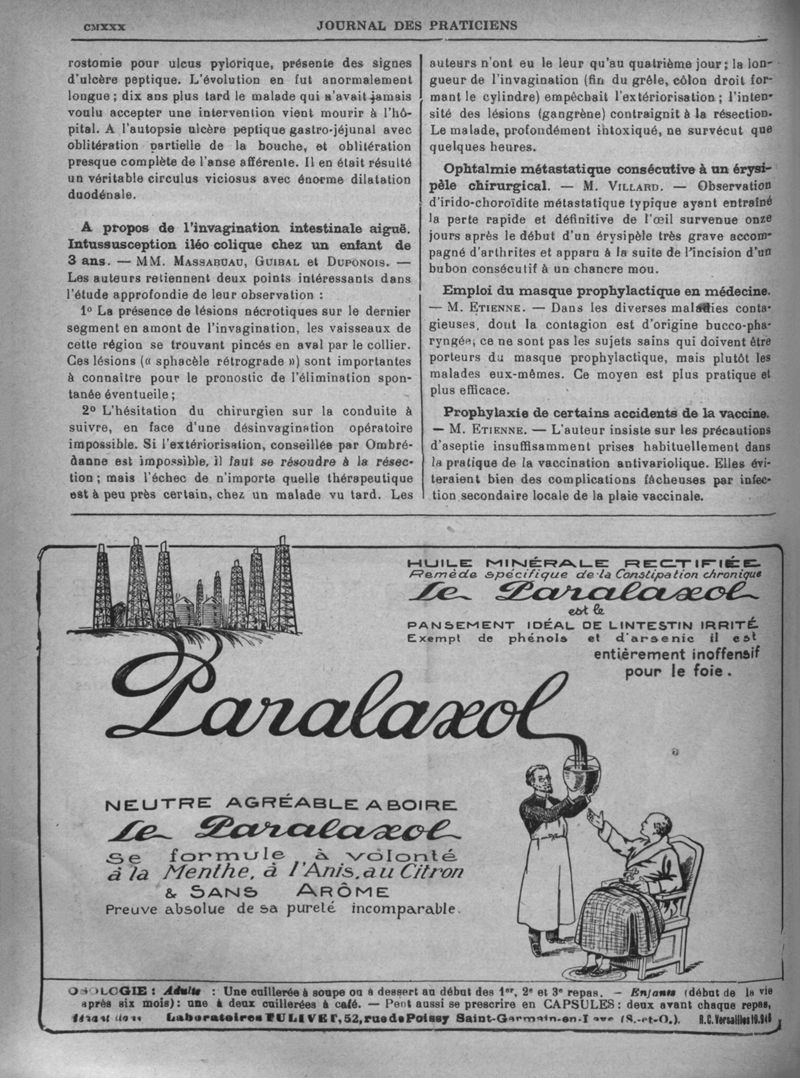 CMXXX
JOURNAL DES PRATICIENS
rostomie pour ulcus pylorique, présente des signes
d'ulcère peptique. L'évolution en fut anormalement
longue ; dix ans plus tard le malade qui s'avait jamais
voulu accepter une intervention vient mourir à l'hô-
pital. A l'autopsie ulcère peptique gastro-jéjunal avec
oblitération partielle de la bouche, et oblitération
presque complète de l'anse afférente. Il en était résulté
un véritable circulus viciosus avec énorme dilatation
duodénale.
A propos de l'invagination intestinale aiguë.
Intussusception iléo colique chez un enfant de
3 ans. — MM. MASSABUAU, GUIBAL et DUPONOIS. —
Les auteurs retiennent deux points intéressants dans
l'étude approfondie de leur observation :
1º La présence de lésions nécrotiques sur le dernier
segment en amont de l'invagination, les vaisseaux de
cette région se trouvant pincés en aval par le collier.
Ces lésions (« sphacèle rétrograde ») sont importantes
à connaître pour le pronostic de l'élimination spon-
tanée éventuelle ;
2º L'hésitation du chirurgien sur la conduite à
suivre, en face d'une désinvagination opératoire
impossible. Si l'extériorisation, conseillée par Ombré-
danne est impossible, il faut se résoudre à la résec-
tion ; mais l'échec de n'importe quelle thérapeutique
est à peu près certain, chez un malade vu tard. Les
auteurs n'ont eu le leur qu'au quatrième jour ; la lon-
gueur de l'invagination (fin du grêle, côlon droit for-
mant le cylindre) empêchait l'extériorisation ; l'inten-
sité des lésions (gangrène) contraignit à la résection.
Le malade, profondément intoxiqué, ne survécut que
quelques heures.
Ophtalmie métastatique consécutive à un érysi-
pèle chirurgical. — M. VILLARD. — Observation
d'irido-choroïdite métastatique typique ayant entraîné
la perte rapide et définitive de l'œil survenue onze
jours après le début d'un érysipèle très grave accom-
pagné d'arthrites et apparu à la suite de l'incision d'un
bubon consécutif à un chancre mou.
Emploi du masque prophylactique en médecine.
— M. ETIENNE. — Dans les diverses maladies conta-
gieuses, dont la contagion est d'origine bucco-pha-
ryngée, ce ne sont pas les sujets sains qui doivent être
porteurs du masque prophylactique, mais plutôt les
malades eux-mêmes. Ce moyen est plus pratique et
plus efficace.
Prophylaxie de certains accidents de la vaccine.
— M. ETIENNE. — L'auteur insiste sur les précautions
d'aseptie insuffisamment prises habituellement dans
la pratique de la vaccination antivariolique. Elles évi-
teraient bien des complications fâcheuses par infec-
tion secondaire locale de la plaie vaccinale.
HUILE MINÉRALE RECTIFIÉE
Remède spécifique de la Constipation chronique
Le Paralaxol
est le
PANSEMENT IDÉAL DE LINTESTIN IRRITÉ
Exempt de phénols et d'arsenic il est
entièrement inoffensif
pour le foie.
Paralaxol
NEUTRE AGRÉABLE A BOIRE
Le Paralaxol
se formule à volonté
à la Menthe, à l'Anis, au Citron
& SANS ARÔME
Preuve absolue de sa pureté incomparable.
LOGIE : Adulte : Une cuillerée à soupe ou à dessert au début des 1er, 2e et 3e repas. — Enfants (début de la vie
après six mois) : une à deux cuillerées à café. — Peut aussi se prescrire en CAPSULES : deux avant chaque repas,
Laboratoires TULIVET, 52, rue de Poissy Saint-Germain-en-Laye (S.-et-O.). R.C. Versailles